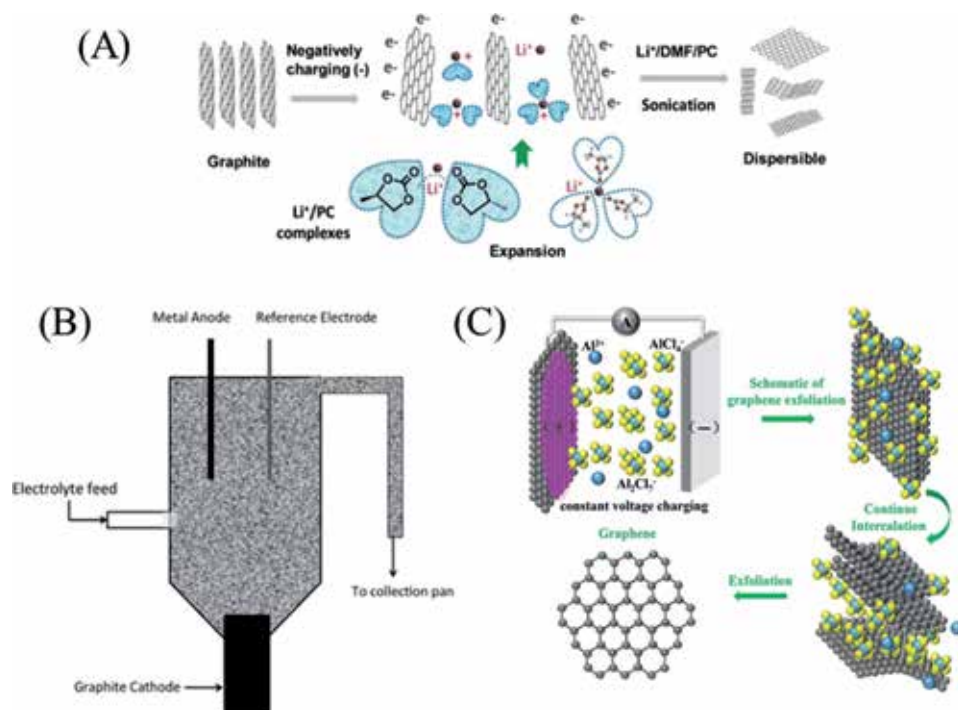 (A)
Negatively
charging (-)
e-
e-
e-
e-
e-
e-
e-
e-
e-
+
Li⁺
+
+
Li⁺/DMF/PC
Sonication
Graphite
Dispersible
Li⁺
O
O
O
O
O
O
Li⁺
Li⁺/PC
complexes
Expansion
(B)
Metal Anode
Reference Electrode
Electrolyte feed
To collection pan
Graphite Cathode
(C)
A
AlCl₄⁻
(+)
(—)
Al₂Cl₇⁻
constant voltage charging
Schematic of
graphene exfoliation
Continue
Intercalation
Graphene
Exfoliation